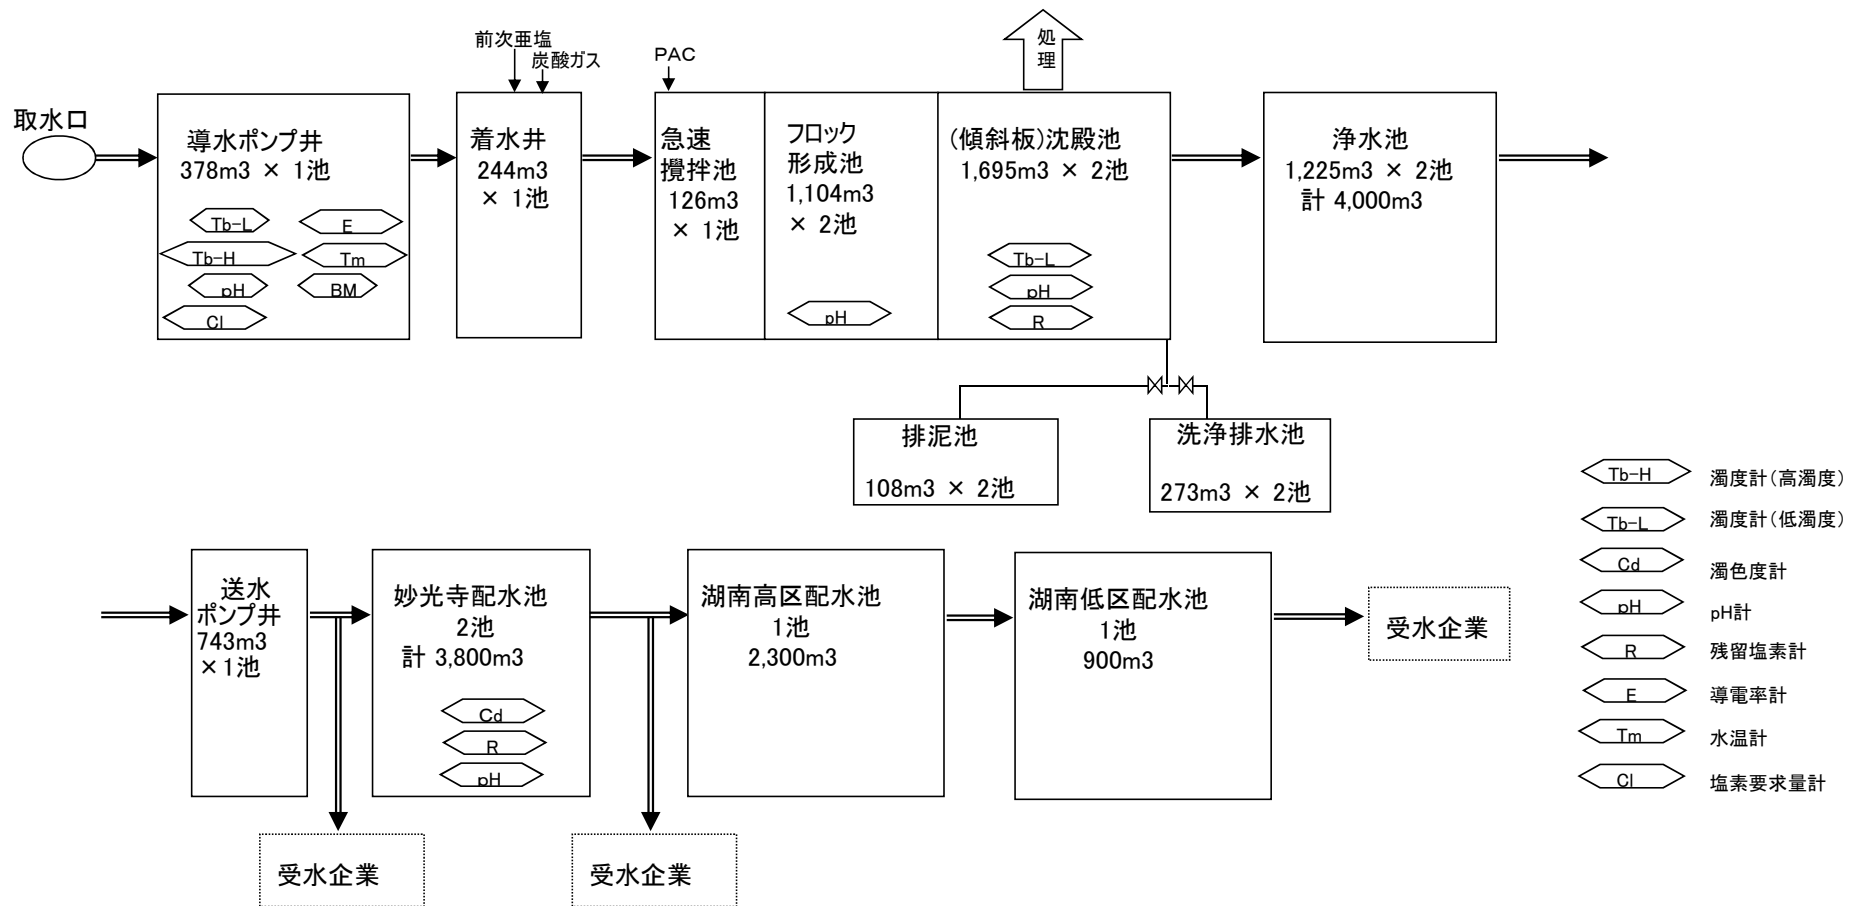 取水口
導水ポンプ井
378m3 × 1池
Tb-L
E
Tb-H
Tm
pH
BM
Cl
前次亜塩
炭酸ガス
着水井
244m3
× 1池
PAC
急速
攪拌池
126m3
× 1池
フロック
形成池
1,104m3
× 2池
pH
処
理
(傾斜板)沈殿池
1,695m3 × 2池
Tb-L
pH
R
浄水池
1,225m3 × 2池
計 4,000m3
排泥池
108m3 × 2池
洗浄排水池
273m3 × 2池
送水
ポンプ井
743m3
×1池
受水企業
妙光寺配水池
2池
計 3,800m3
Cd
R
pH
受水企業
湖南高区配水池
1池
2,300m3
湖南低区配水池
1池
900m3
受水企業
Tb-H 濁度計(高濁度)
Tb-L 濁度計(低濁度)
Cd 濁色度計
pH pH計
R 残留塩素計
E 導電率計
Tm 水温計
Cl 塩素要求量計